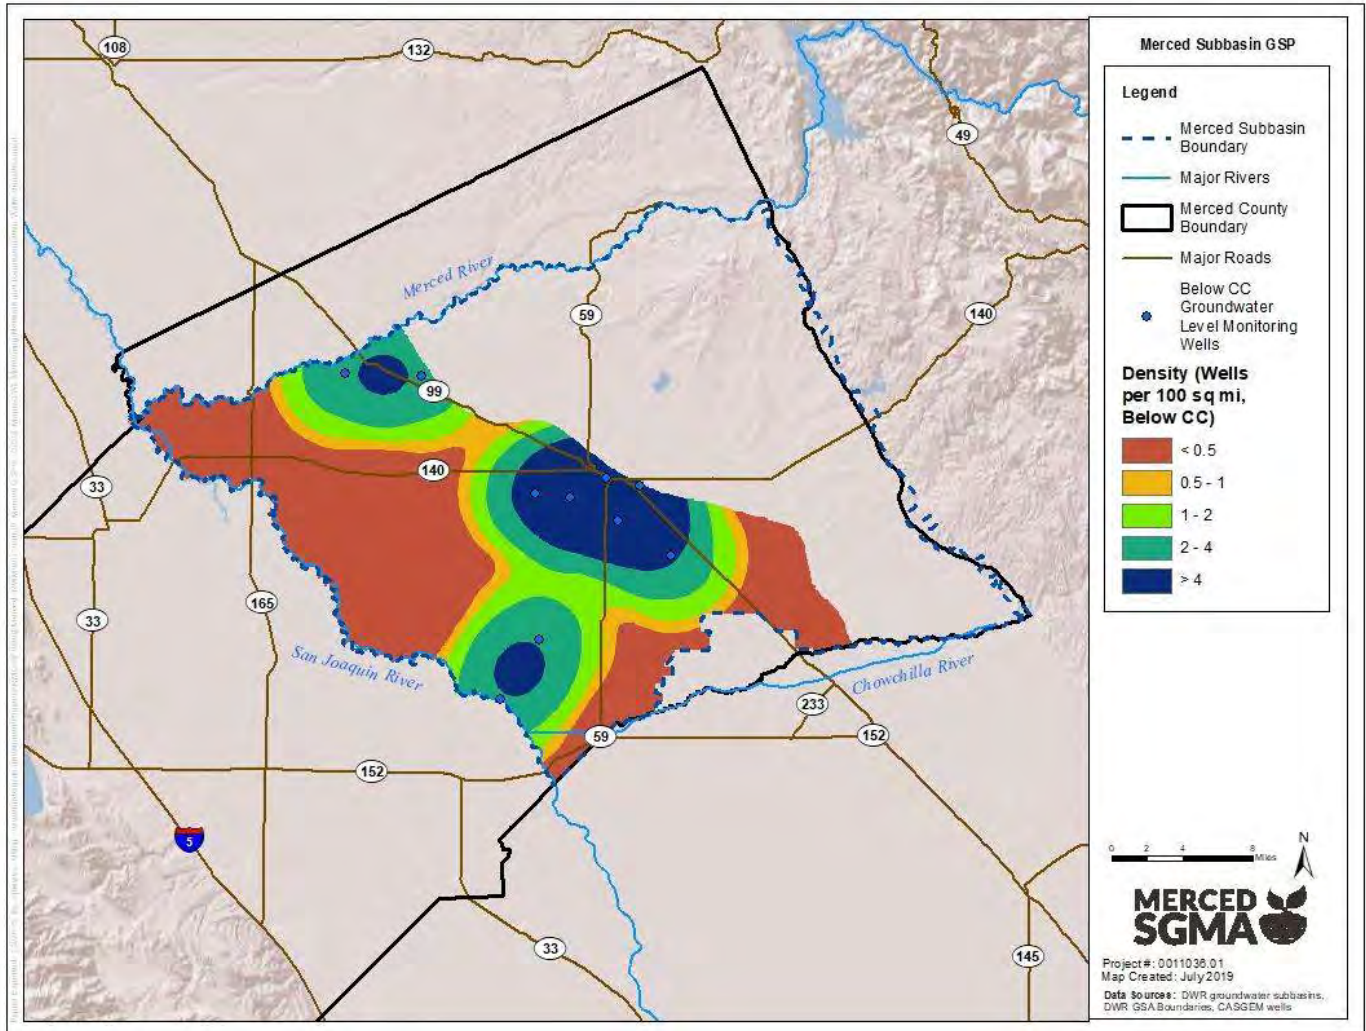 108
132
49
Merced River
59
140
99
140
33
33
165
San Joaquin River
Chowchilla River
233
59
152
152
5
33
145
Merced Subbasin GSP
Legend
Merced Subbasin
Boundary
Major Rivers
Merced County
Boundary
Major Roads
Below CC
Groundwater
Level Monitoring
Wells
Density (Wells
per 100 sq mi,
Below CC)
< 0.5
0.5 - 1
1 - 2
2 - 4
> 4
N
0 2 4 8
Miles
MERCED
SGMA
Project #: 0011036.01
Map Created: July 2019
Data Sources: DWR groundwater subbasins,
DWR GSA Boundaries, CASGEM wells